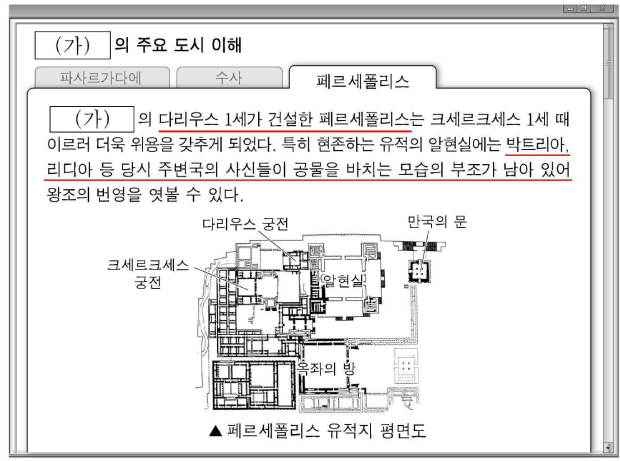 (가) 의 주요 도시 이해
파사르가다에 수사 페르세폴리스
(가) 의 다리우스 1세가 건설한 페르세폴리스는 크세르크세스 1세 때
이르러 더욱 위용을 갖추게 되었다. 특히 현존하는 유적의 알현실에는 박트리아,
리디아 등 당시 주변국의 사신들이 공물을 바치는 모습의 부조가 남아 있어
왕조의 번영을 엿볼 수 있다.
다리우스 궁전 만국의 문
크세르크세스
궁전
알현실
옥좌의 방
▲ 페르세폴리스 유적지 평면도